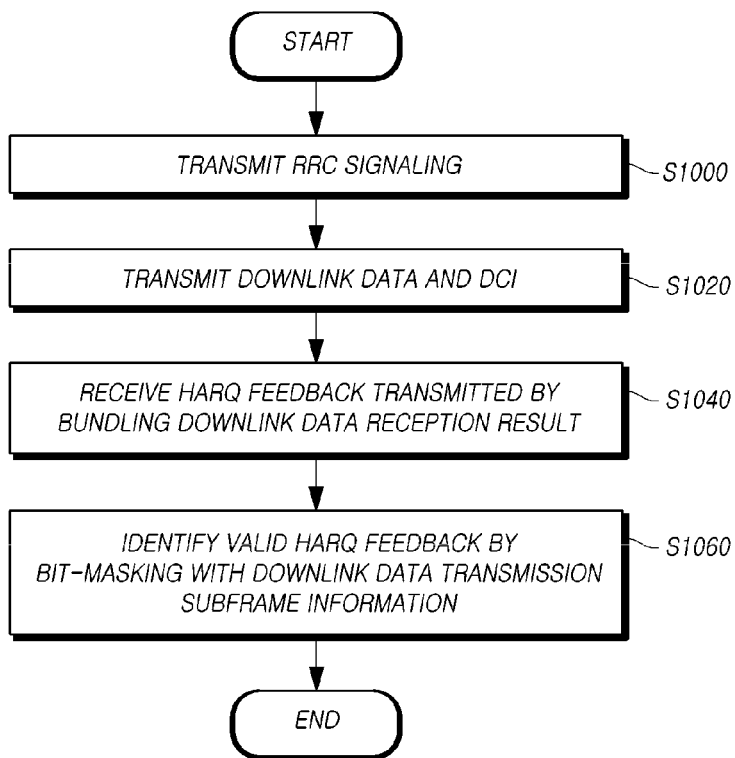 START
TRANSMIT RRC SIGNALING
S1000
TRANSMIT DOWNLINK DATA AND DCI
S1020
RECEIVE HARQ FEEDBACK TRANSMITTED BY
BUNDLING DOWNLINK DATA RECEPTION RESULT
S1040
IDENTIFY VALID HARQ FEEDBACK BY
BIT-MASKING WITH DOWNLINK DATA TRANSMISSION
SUBFRAME INFORMATION
S1060
END